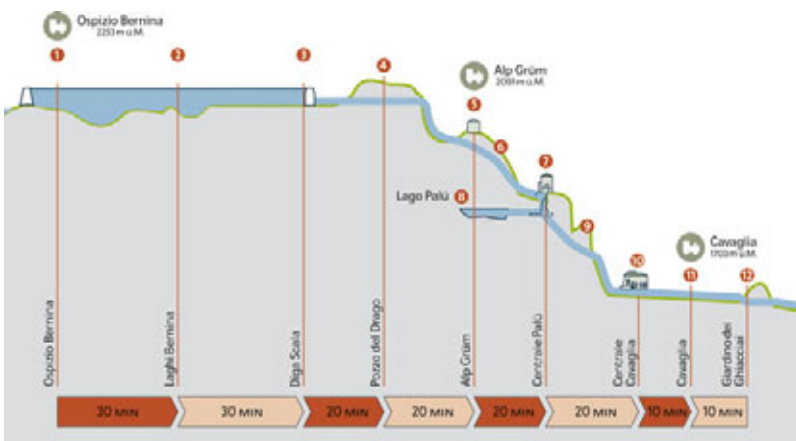 Ospizio Bernina
2253 m ü.M.
1
2
3
4
Alp Grüm
2091 m ü.M.
5
6
7
Lago Palü
8
9
10
Cavaglia
1703 m ü.M.
11
12
Ospizio Bernina
Laghi Bernina
Diga Scala
Pozzo del Drago
Alp Grüm
Centrale Palü
Centrale
Cavaglia
Cavaglia
Giardino dei
Ghiacciai
30 MIN
30 MIN
20 MIN
20 MIN
20 MIN
20 MIN
10 MIN
10 MIN